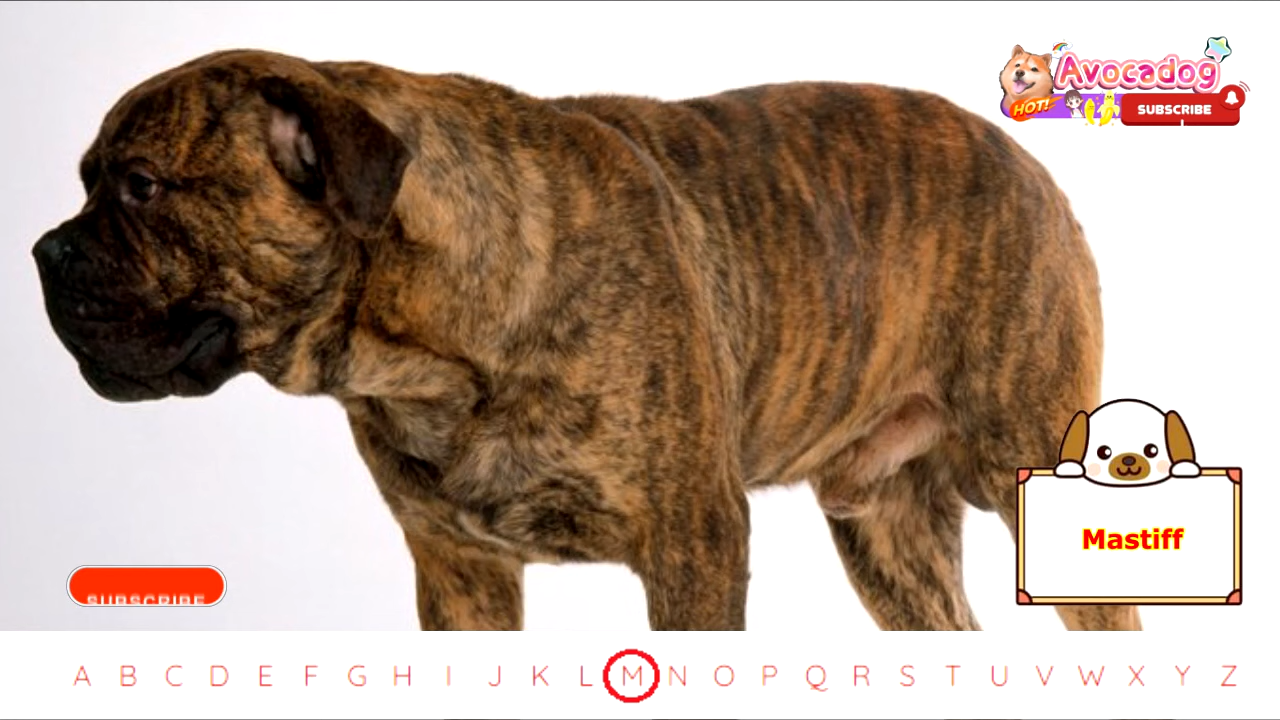 Avocadog
HOT!
SUBSCRIBE
Mastiff
SUBSCRIBE
A B C D E F G H I J K L M N O P Q R S T U V W X Y Z